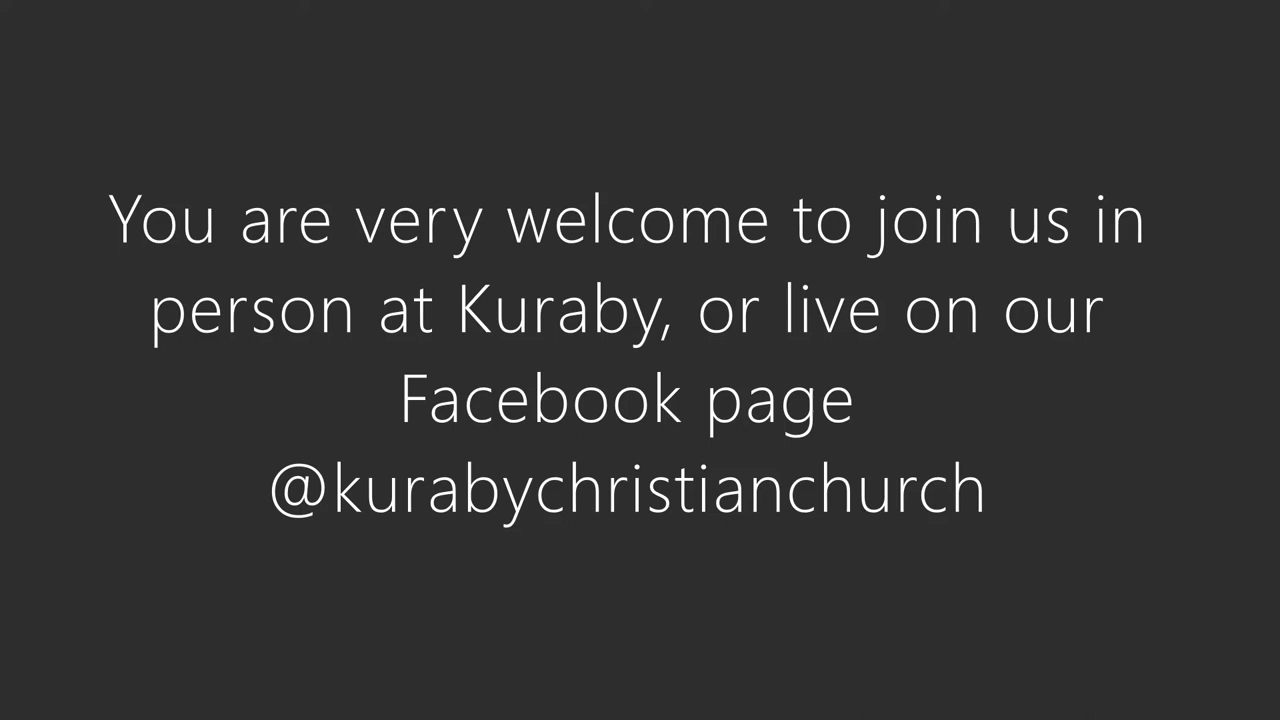 You are very welcome to join us in
person at Kuraby, or live on our
Facebook page
@kurabychristianchurch